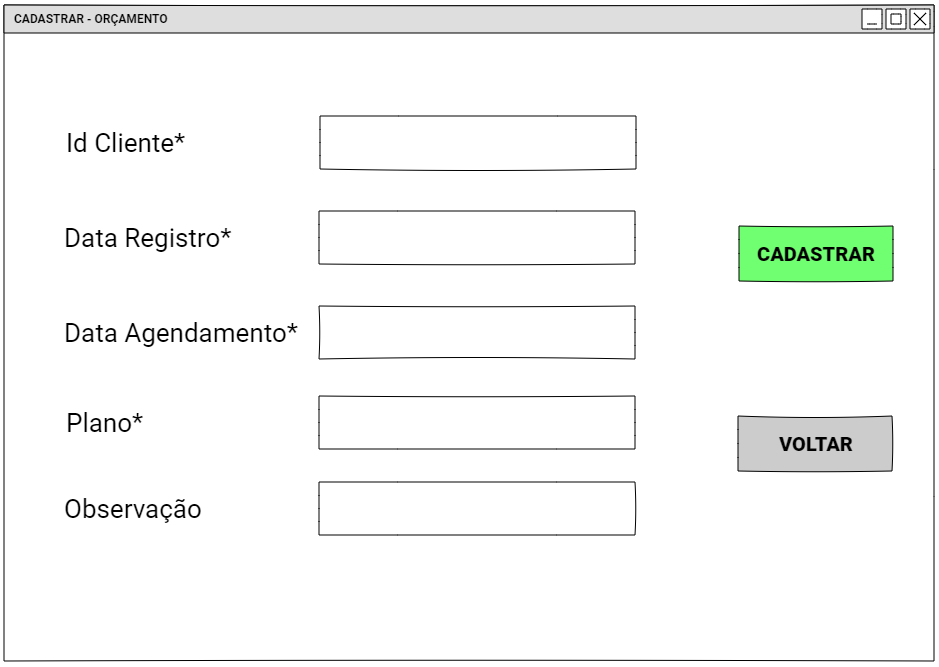 CADASTRAR - ORÇAMENTO
Id Cliente*
Data Registro*
CADASTRAR
Data Agendamento*
Plano*
VOLTAR
Observação